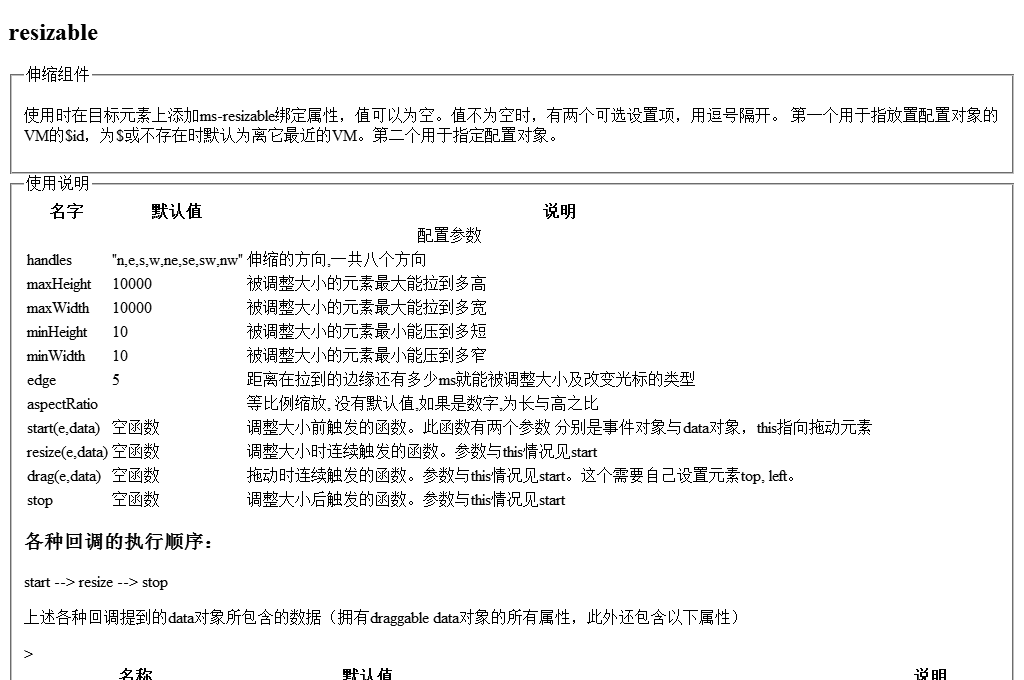 resizable
伸缩组件
使用时在目标元素上添加ms-resizable绑定属性，值可以为空。值不为空时，有两个可选设置项，用逗号隔开。 第一个用于指放置配置对象的
VM的$id，为$或不存在时默认为离它最近的VM。第二个用于指定配置对象。
使用说明
名字 默认值 说明
配置参数
handles "n,e,s,w,ne,se,sw,nw" 伸缩的方向,一共八个方向
maxHeight 10000 被调整大小的元素最大能拉到多高
maxWidth 10000 被调整大小的元素最大能拉到多宽
minHeight 10 被调整大小的元素最小能压到多短
minWidth 10 被调整大小的元素最小能压到多窄
edge 5 距离在拉到的边缘还有多少ms就能被调整大小及改变光标的类型
aspectRatio 等比例缩放, 没有默认值,如果是数字,为长与高之比
start(e,data) 空函数 调整大小前触发的函数。此函数有两个参数 分别是事件对象与data对象，this指向拖动元素
resize(e,data) 空函数 调整大小时连续触发的函数。参数与this情况见start
drag(e,data) 空函数 拖动时连续触发的函数。参数与this情况见start。这个需要自己设置元素top, left。
stop 空函数 调整大小后触发的函数。参数与this情况见start
各种回调的执行顺序：
start --> resize --> stop
上述各种回调提到的data对象所包含的数据（拥有draggable data对象的所有属性，此外还包含以下属性）
>
名称 默认值 说明